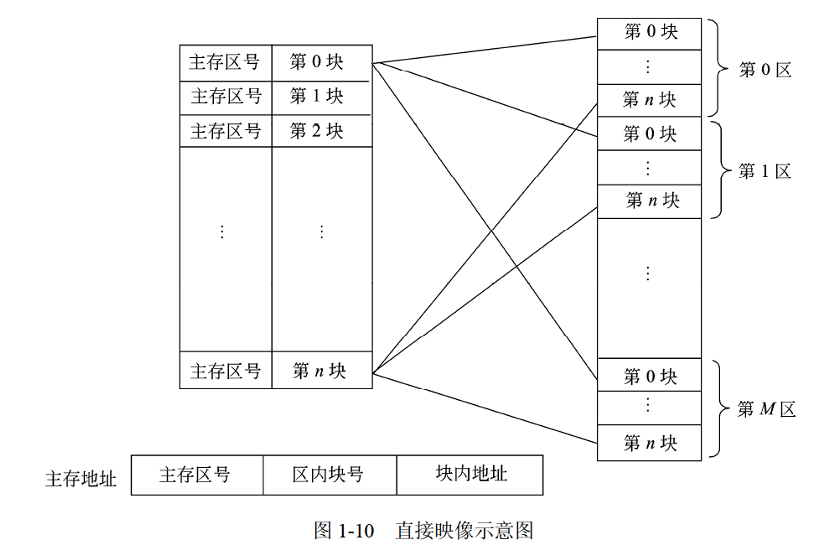 主存区号 第 0 块
主存区号 第 1 块
主存区号 第 2 块
⋮ ⋮
主存区号 第 n 块
第 0 块
⋮
第 n 块
第 0 区
第 0 块
⋮
第 n 块
第 1 区
⋮
第 0 块
⋮
第 n 块
第 M 区
主存地址 主存区号 区内块号 块内地址
图 1-10 直接映像示意图